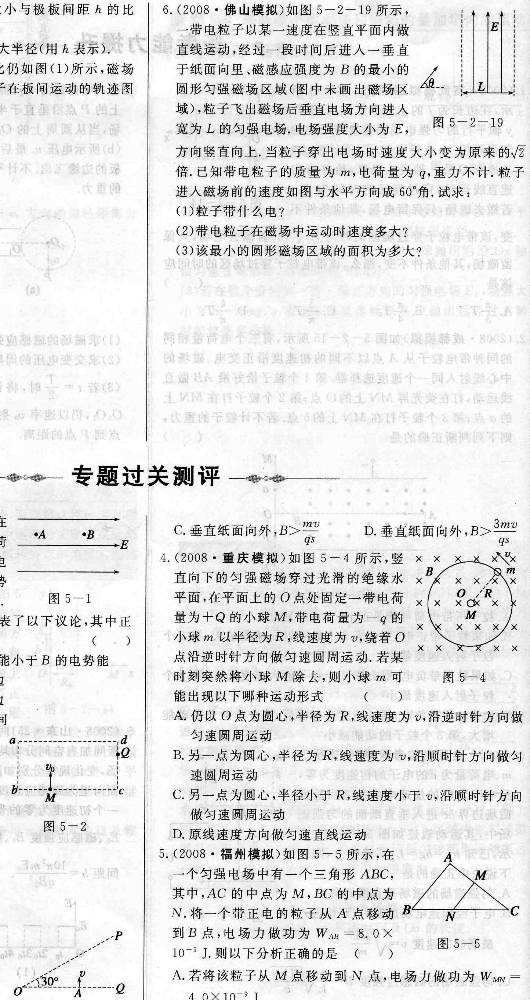 小与极板间距 h 的比
大半径(用 h 表示).
仍如图(1)所示,磁场
在板间运动的轨迹图
6.(2008·佛山模拟)如图 5-2-19 所示,
一带电粒子以某一速度在竖直平面内做
直线运动,经过一段时间后进入一垂直
于纸面向里、磁感应强度为 B 的最小的
圆形匀强磁场区域(图中未画出磁场区
域),粒子飞出磁场后垂直电场方向进入
宽为 L 的匀强电场.电场强度大小为 E,
方向竖直向上.当粒子穿出电场时速度大小变为原来的√2
倍.已知带电粒子的质量为 m,电荷量为 q,重力不计.粒子
进入磁场前的速度如图与水平方向成 60°角.试求:
(1)粒子带什么电?
(2)带电粒子在磁场中运动时速度多大?
(3)该最小的圆形磁场区域的面积为多大?
E
θ
L
图 5-2-19
专题过关测评
在
荷
电
势
•A •B
E
图 5-1
表了以下议论,其中正
( )
能小于 B 的电势能
a d
Q
v₀
b M c
图 5-2
P
30°
v
O A Q
C. 垂直纸面向外,B>mv/qs D. 垂直纸面向外,B>3mv/qs
4.(2008·重庆模拟)如图 5-4 所示,竖
直向下的匀强磁场穿过光滑的绝缘水
平面,在平面上的 O 点处固定一带电荷
量为+Q 的小球 M,带电荷量为-q 的
小球 m 以半径为 R,线速度为 v,绕着 O
点沿逆时针方向做匀速圆周运动.若某
时刻突然将小球 M 除去,则小球 m 可
能出现以下哪种运动形式 ( )
v
B m
O R
M
图 5-4
A. 仍以 O 点为圆心,半径为 R,线速度为 v,沿逆时针方向做
匀速圆周运动
B. 另一点为圆心,半径为 R,线速度为 v,沿顺时针方向做匀
速圆周运动
C. 另一点为圆心,半径小于 R,线速度小于 v,沿顺时针方向
做匀速圆周运动
D. 原线速度方向做匀速直线运动
5.(2008·福州模拟)如图 5-5 所示,在
一个匀强电场中有一个三角形 ABC,
其中,AC 的中点为 M,BC 的中点为
N.将一个带正电的粒子从 A 点移动
到 B 点,电场力做功为 W_AB=8.0×
10⁻⁹ J.则以下分析正确的是 ( )
A
M
B N C
图 5-5
A. 若将该粒子从 M 点移动到 N 点,电场力做功为 W_MN=
4.0×10⁻⁹ J